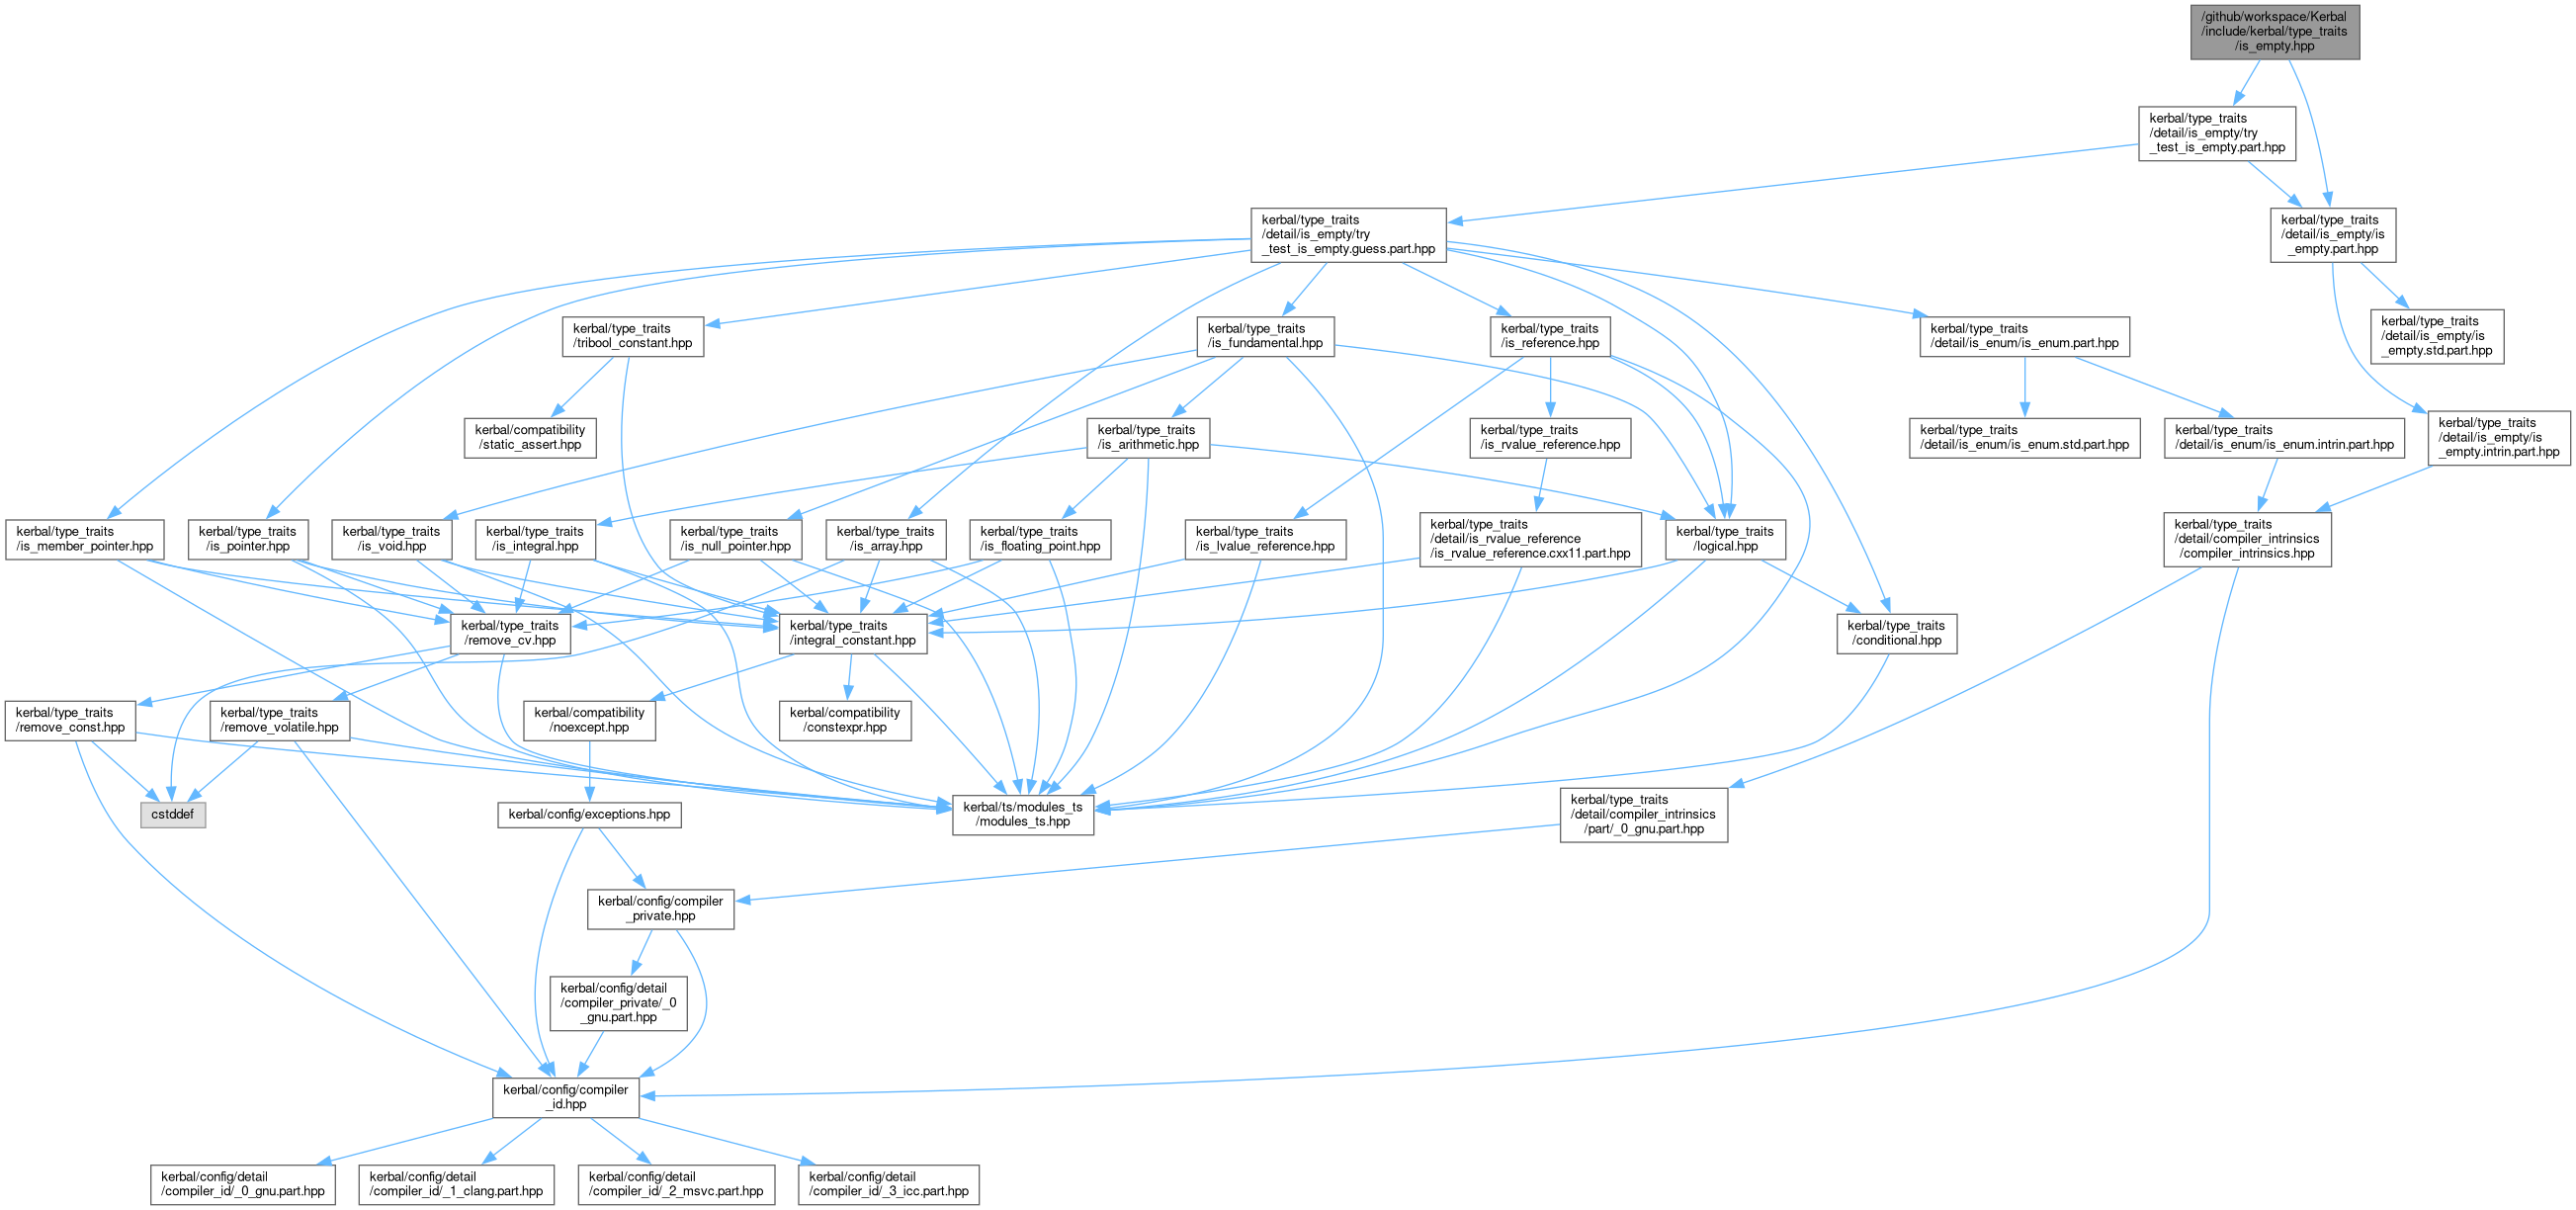 /github/workspace/Kerbal
/include/kerbal/type_traits
/is_empty.hpp
kerbal/type_traits
/detail/is_empty/try
_test_is_empty.part.hpp
kerbal/type_traits
/detail/is_empty/try
_test_is_empty.guess.part.hpp
kerbal/type_traits
/detail/is_empty/is
_empty.part.hpp
kerbal/type_traits
/tribool_constant.hpp
kerbal/type_traits
/is_fundamental.hpp
kerbal/type_traits
/is_reference.hpp
kerbal/type_traits
/detail/is_enum/is_enum.part.hpp
kerbal/type_traits
/detail/is_empty/is
_empty.std.part.hpp
kerbal/compatibility
/static_assert.hpp
kerbal/type_traits
/is_arithmetic.hpp
kerbal/type_traits
/is_rvalue_reference.hpp
kerbal/type_traits
/detail/is_enum/is_enum.std.part.hpp
kerbal/type_traits
/detail/is_enum/is_enum.intrin.part.hpp
kerbal/type_traits
/detail/is_empty/is
_empty.intrin.part.hpp
kerbal/type_traits
/is_member_pointer.hpp
kerbal/type_traits
/is_pointer.hpp
kerbal/type_traits
/is_void.hpp
kerbal/type_traits
/is_integral.hpp
kerbal/type_traits
/is_null_pointer.hpp
kerbal/type_traits
/is_array.hpp
kerbal/type_traits
/is_floating_point.hpp
kerbal/type_traits
/is_lvalue_reference.hpp
kerbal/type_traits
/detail/is_rvalue_reference
/is_rvalue_reference.cxx11.part.hpp
kerbal/type_traits
/logical.hpp
kerbal/type_traits
/detail/compiler_intrinsics
/compiler_intrinsics.hpp
kerbal/type_traits
/remove_cv.hpp
kerbal/type_traits
/integral_constant.hpp
kerbal/type_traits
/conditional.hpp
kerbal/type_traits
/remove_const.hpp
kerbal/type_traits
/remove_volatile.hpp
kerbal/compatibility
/noexcept.hpp
kerbal/compatibility
/constexpr.hpp
cstddef
kerbal/config/exceptions.hpp
kerbal/ts/modules_ts
/modules_ts.hpp
kerbal/type_traits
/detail/compiler_intrinsics
/part/_0_gnu.part.hpp
kerbal/config/compiler
_private.hpp
kerbal/config/detail
/compiler_private/_0
_gnu.part.hpp
kerbal/config/compiler
_id.hpp
kerbal/config/detail
/compiler_id/_0_gnu.part.hpp
kerbal/config/detail
/compiler_id/_1_clang.part.hpp
kerbal/config/detail
/compiler_id/_2_msvc.part.hpp
kerbal/config/detail
/compiler_id/_3_icc.part.hpp